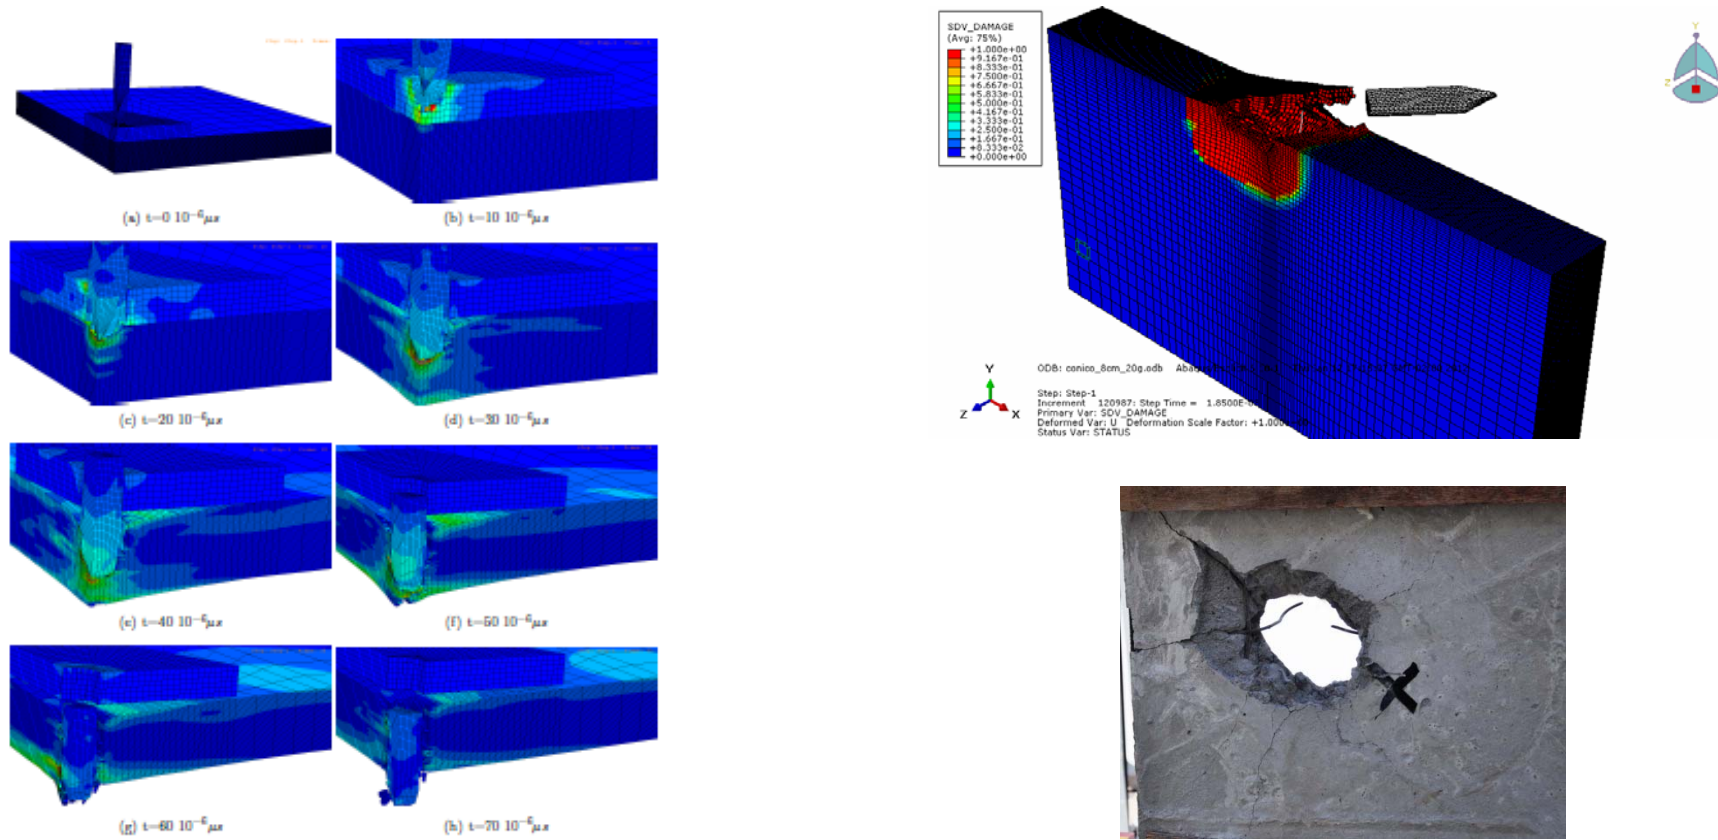 (a) t=0 10⁻⁶μs
(b) t=10 10⁻⁶μs
(c) t=20 10⁻⁶μs
(d) t=30 10⁻⁶μs
(e) t=40 10⁻⁶μs
(f) t=50 10⁻⁶μs
(g) t=60 10⁻⁶μs
(h) t=70 10⁻⁶μs
SDV_DAMAGE
(Avg: 75%)
+1.000e+00
+9.167e-01
+8.333e-01
+7.500e-01
+6.667e-01
+5.833e-01
+5.000e-01
+4.167e-01
+3.333e-01
+2.500e-01
+1.667e-01
+8.333e-02
+0.000e+00
Y
Z
Y
Z
X
ODB: conico_8cm_20g.odb
Step: Step-1
Increment 120987: Step Time = 1.8500E-
Primary Var: SDV_DAMAGE
Deformed Var: U Deformation Scale Factor: +1.000
Status Var: STATUS
X